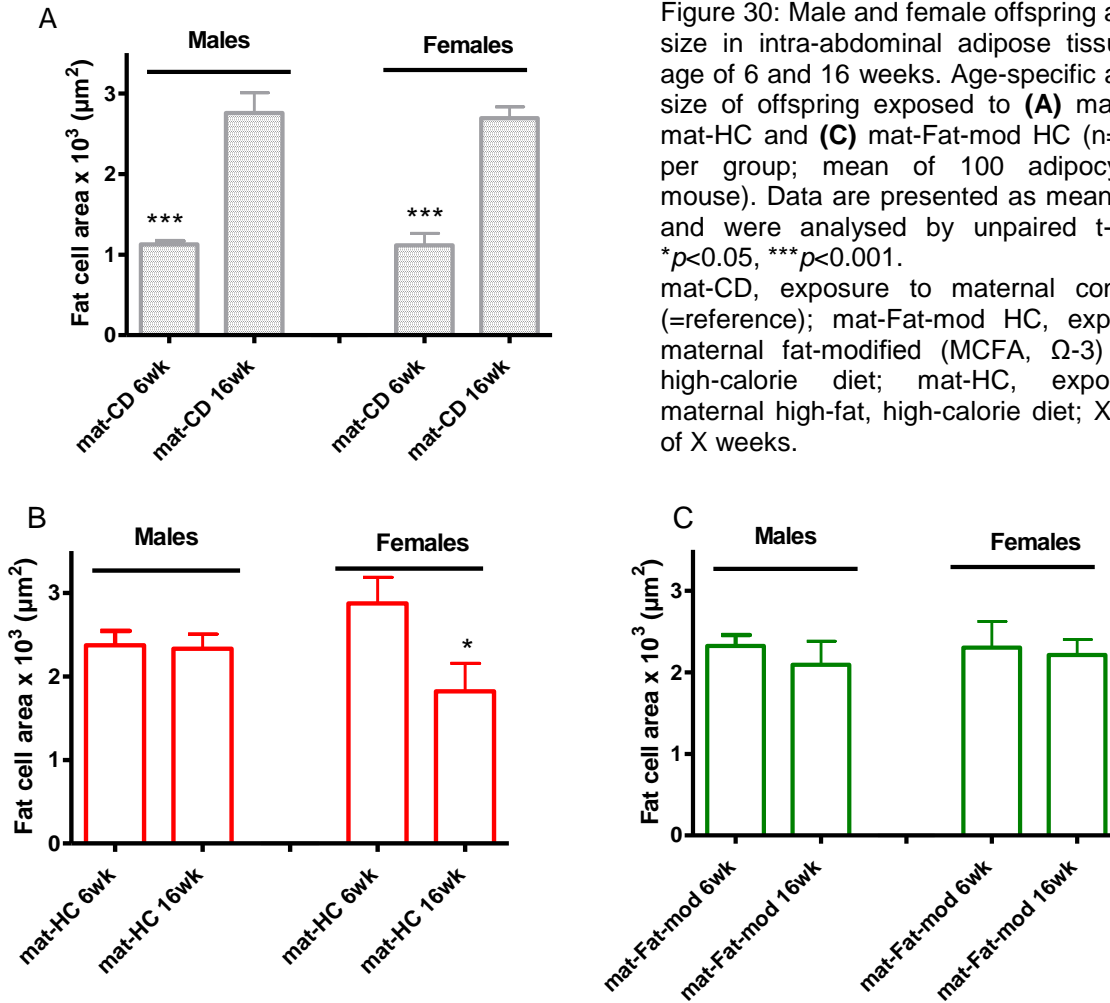 A
Males
Females
Fat cell area x 10³ (µm²)
3
2
1
0
***
***
mat-CD 6wk
mat-CD 16wk
mat-CD 6wk
mat-CD 16wk
Figure 30: Male and female offspring a
size in intra-abdominal adipose tissu
age of 6 and 16 weeks. Age-specific a
size of offspring exposed to (A) ma
mat-HC and (C) mat-Fat-mod HC (n=
per group; mean of 100 adipocy
mouse). Data are presented as mean
and were analysed by unpaired t-
*p<0.05, ***p<0.001.
mat-CD, exposure to maternal con
(=reference); mat-Fat-mod HC, exp
maternal fat-modified (MCFA, Ω-3)
high-calorie diet; mat-HC, expo
maternal high-fat, high-calorie diet; X
of X weeks.
B
Males
Females
Fat cell area x 10³ (µm²)
3
2
1
0
*
mat-HC 6wk
mat-HC 16wk
mat-HC 6wk
mat-HC 16wk
C
Males
Females
Fat cell area x 10³ (µm²)
3
2
1
0
mat-Fat-mod 6wk
mat-Fat-mod 16wk
mat-Fat-mod 6wk
mat-Fat-mod 16wk